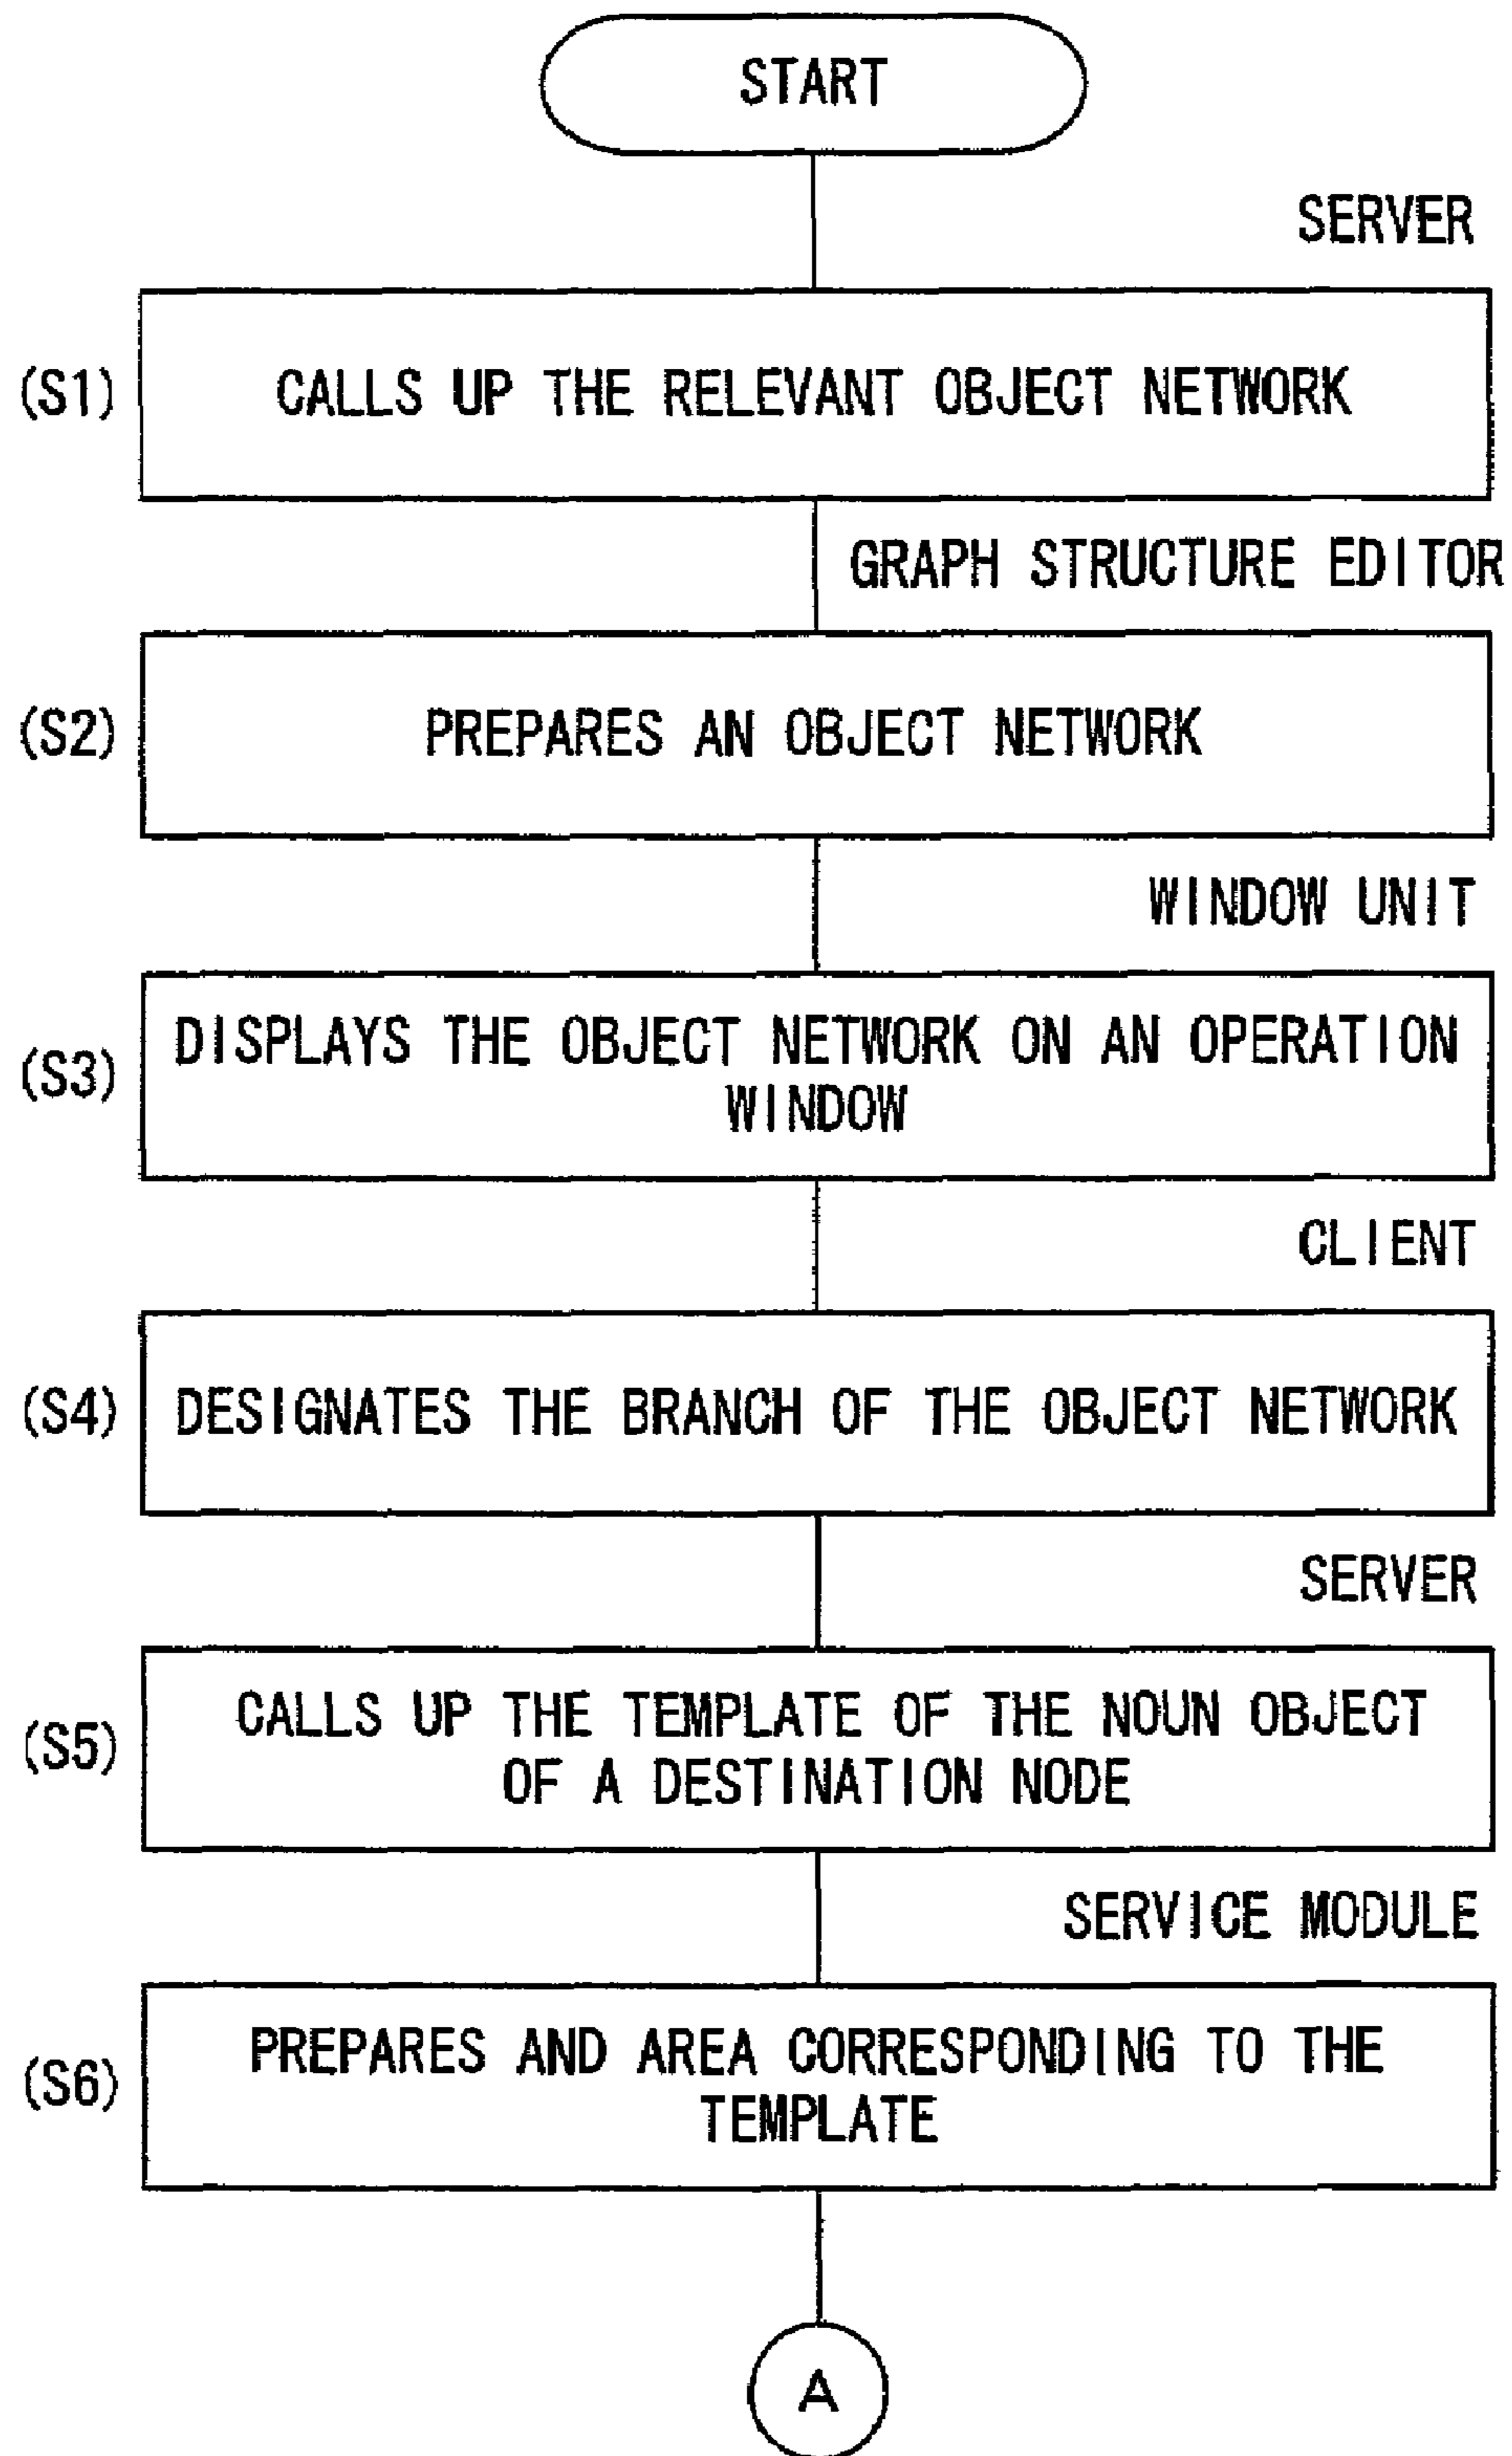 START
SERVER
(S1)
CALLS UP THE RELEVANT OBJECT NETWORK
GRAPH STRUCTURE EDITOR
(S2)
PREPARES AN OBJECT NETWORK
WINDOW UNIT
(S3)
DISPLAYS THE OBJECT NETWORK ON AN OPERATION
WINDOW
CLIENT
(S4)
DESIGNATES THE BRANCH OF THE OBJECT NETWORK
SERVER
(S5)
CALLS UP THE TEMPLATE OF THE NOUN OBJECT
OF A DESTINATION NODE
SERVICE MODULE
(S6)
PREPARES AND AREA CORRESPONDING TO THE
TEMPLATE
A